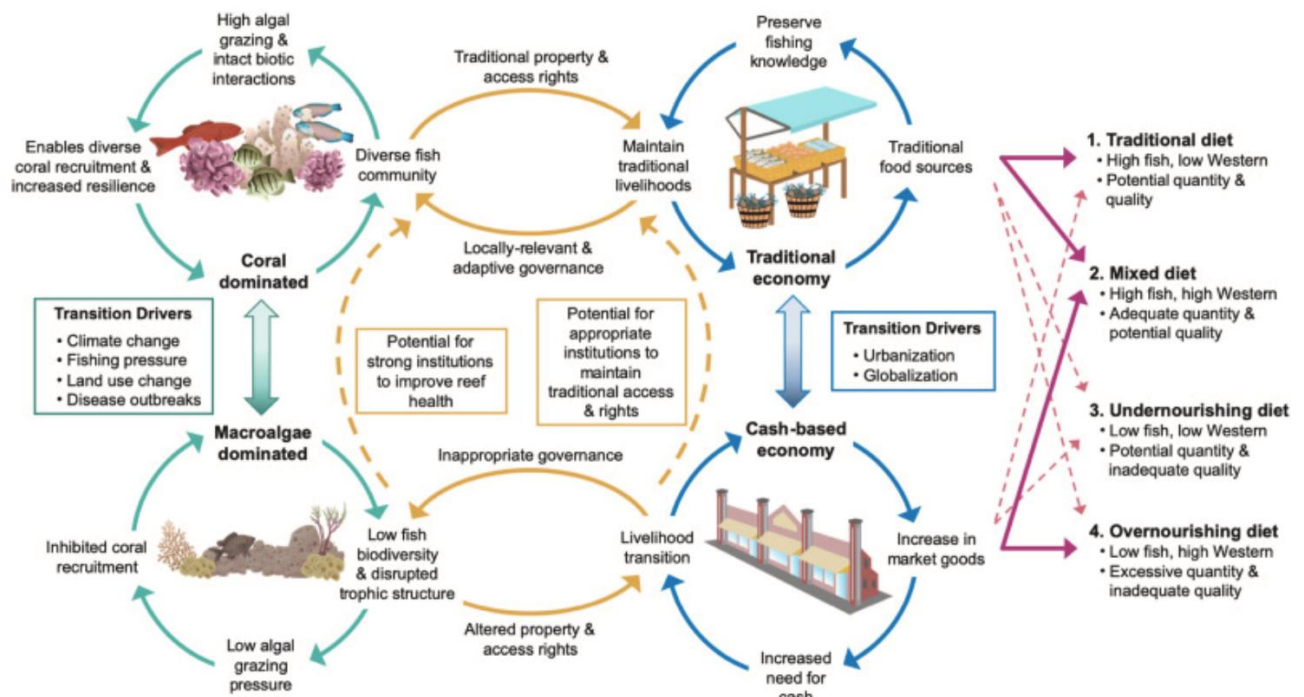 High algal
grazing &
intact biotic
interactions
Enables diverse
coral recruitment &
increased resilience
Diverse fish
community
Coral
dominated
Traditional property &
access rights
Locally-relevant &
adaptive governance
Preserve
fishing
knowledge
Maintain
traditional
livelihoods
Traditional
food sources
Traditional
economy
Transition Drivers
• Climate change
• Fishing pressure
• Land use change
• Disease outbreaks
Potential for
strong institutions
to improve reef
health
Potential for
appropriate
institutions to
maintain
traditional access
& rights
Transition Drivers
• Urbanization
• Globalization
Macroalgae
dominated
Inhibited coral
recruitment
Low fish
biodiversity
& disrupted
trophic structure
Low algal
grazing
pressure
Inappropriate governance
Altered property &
access rights
Cash-based
economy
Livelihood
transition
Increase in
market goods
Increased
need for
cash
1. Traditional diet
• High fish, low Western
• Potential quantity &
quality
2. Mixed diet
• High fish, high Western
• Adequate quantity &
potential quality
3. Undernourishing diet
• Low fish, low Western
• Potential quantity &
inadequate quality
4. Overnourishing diet
• Low fish, high Western
• Excessive quantity &
inadequate quality